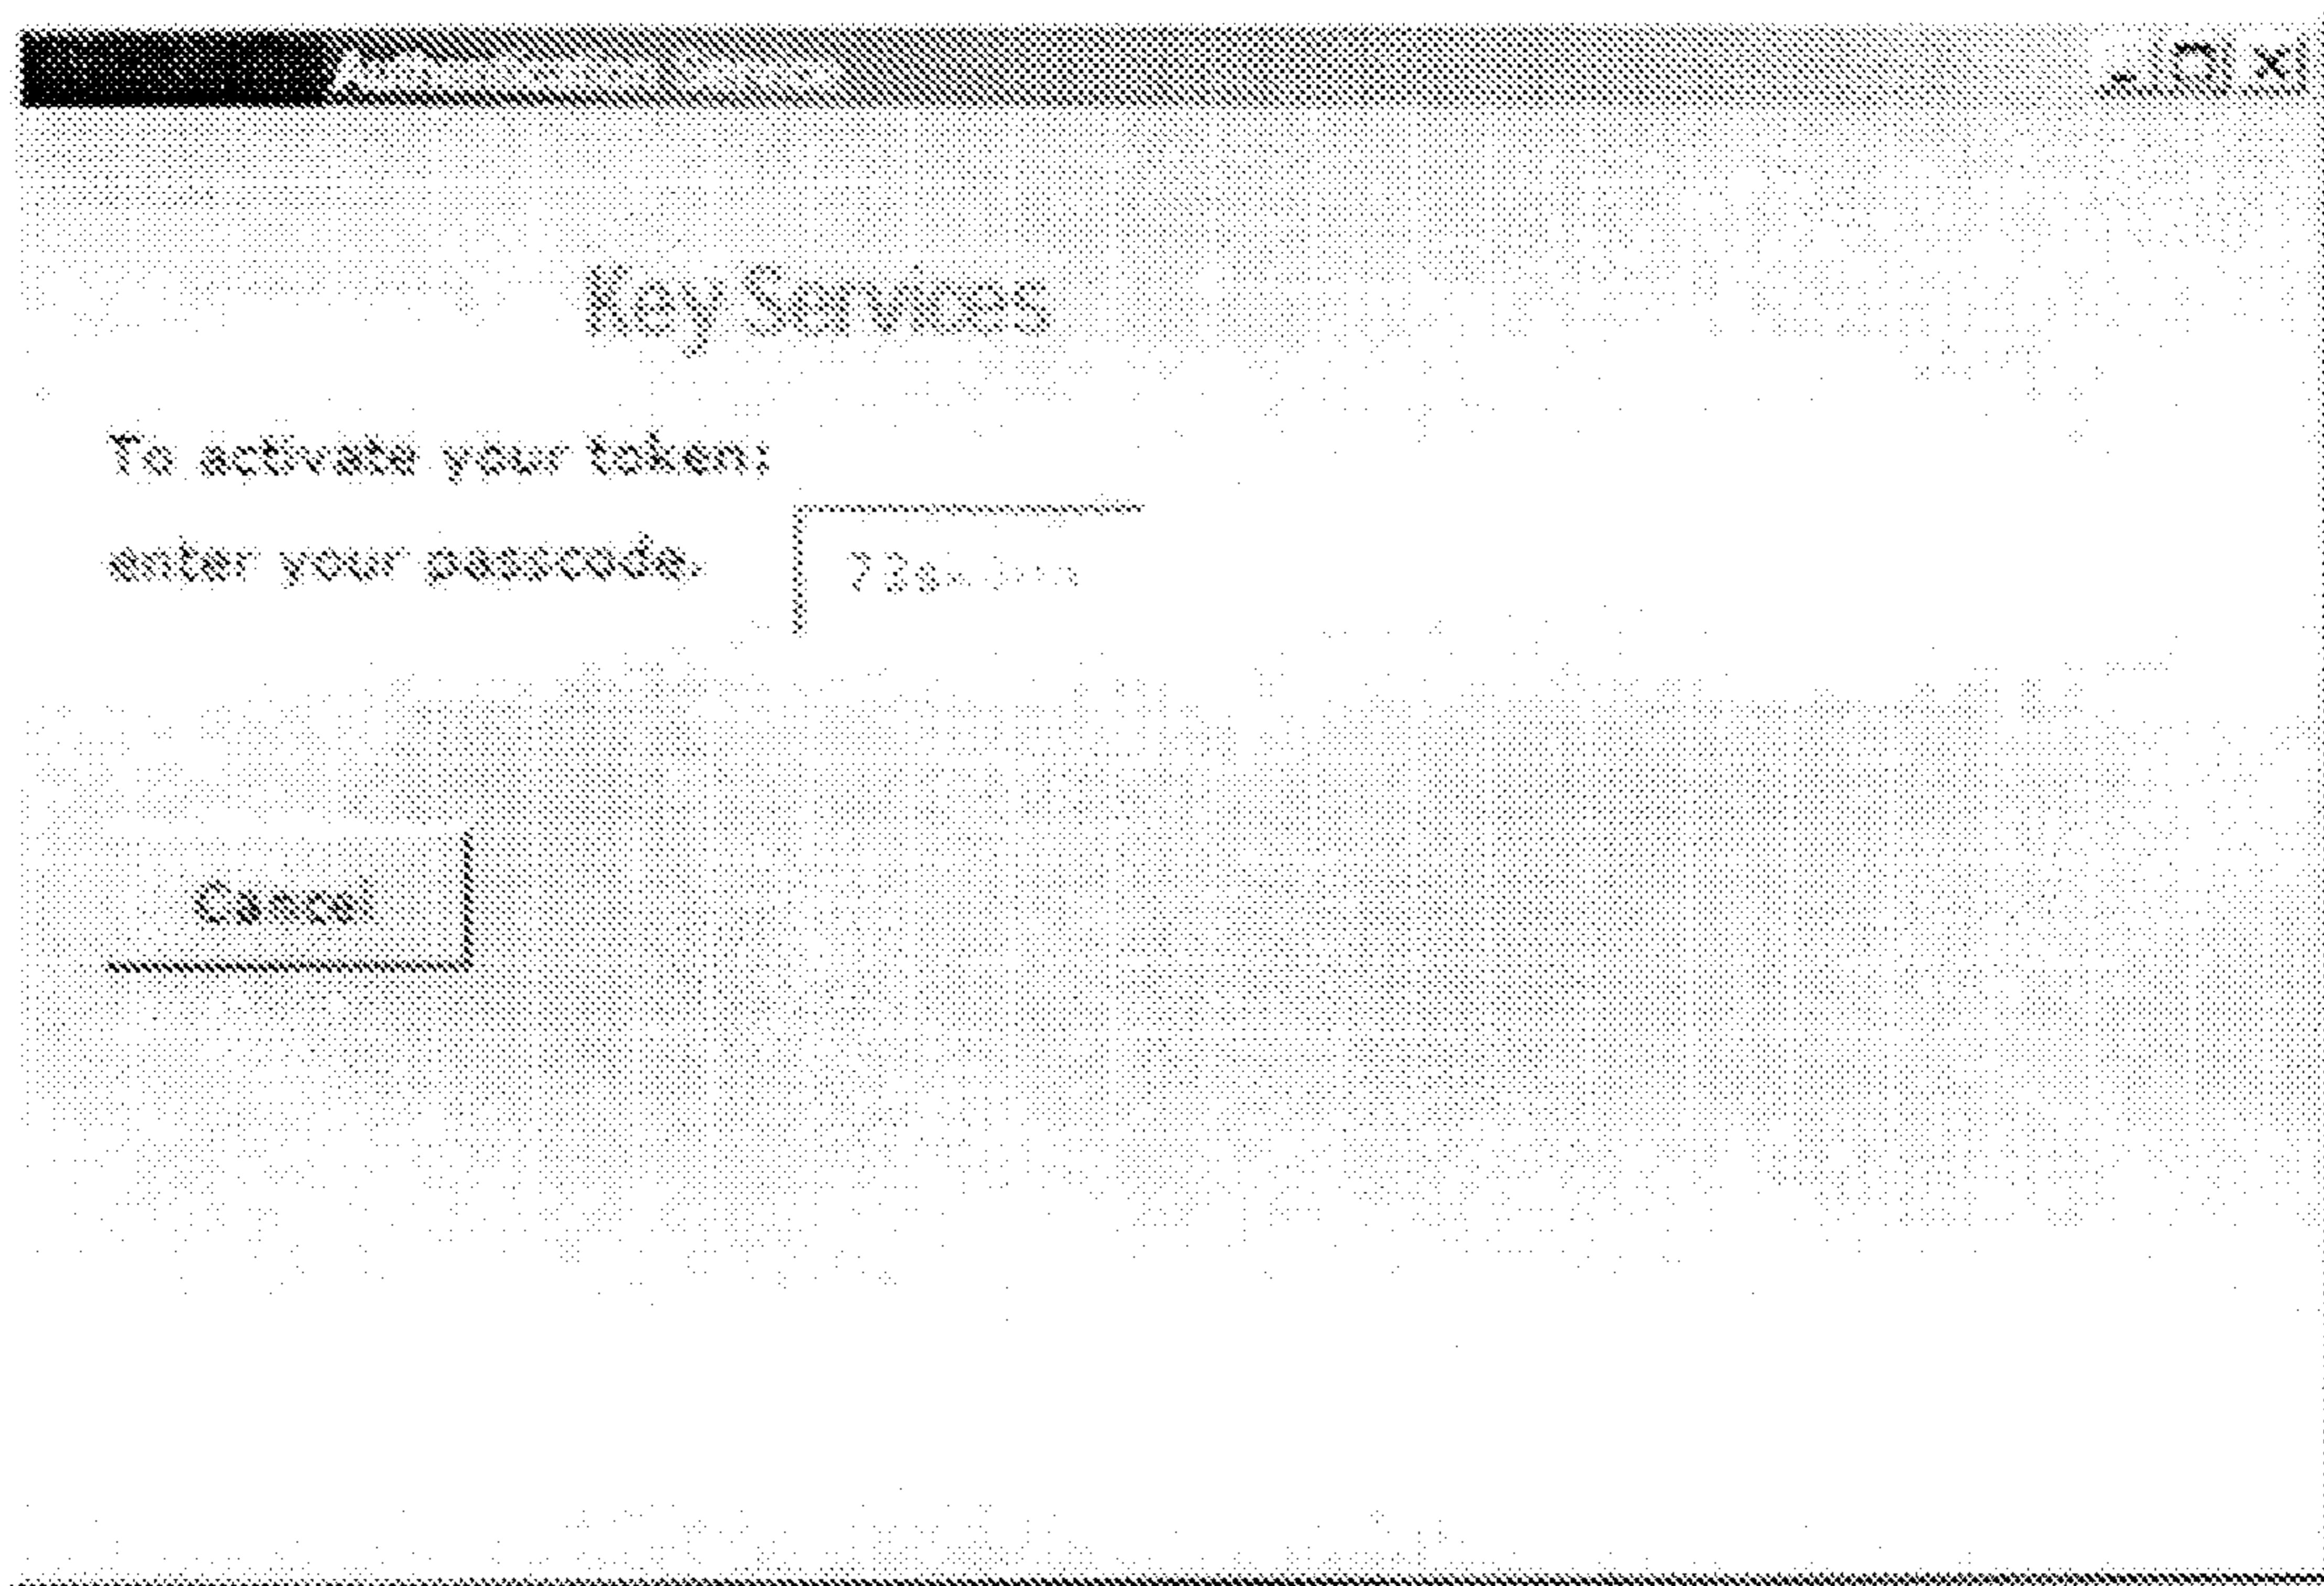 Key Services
To activate your token:
enter your passcode.
Cancel